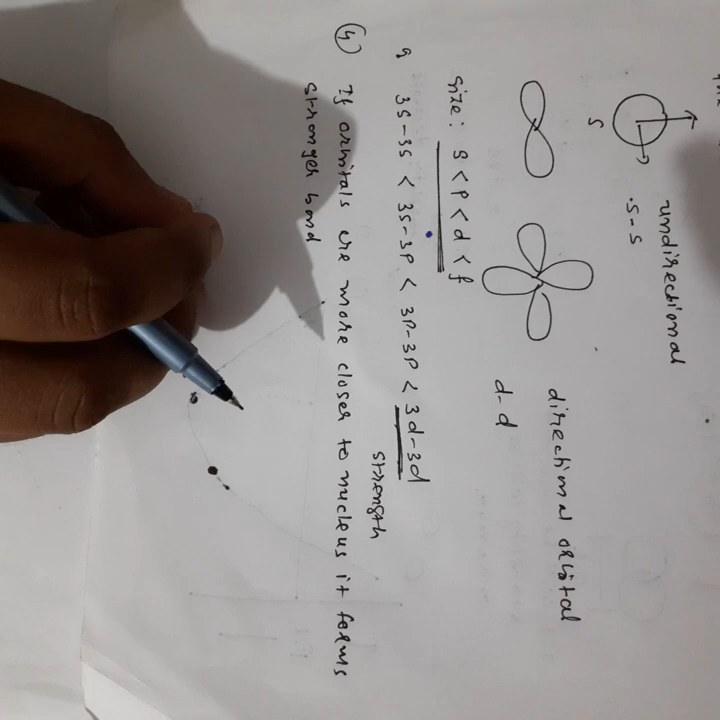 undirectional
S
S-S
directional orbital
d-d
Size: S < P < d < f
3S-3S < 3S-3P < 3P-3P < 3d-3d
strength
(4) If orbitals are more closer to nucleus it forms
stronger bond